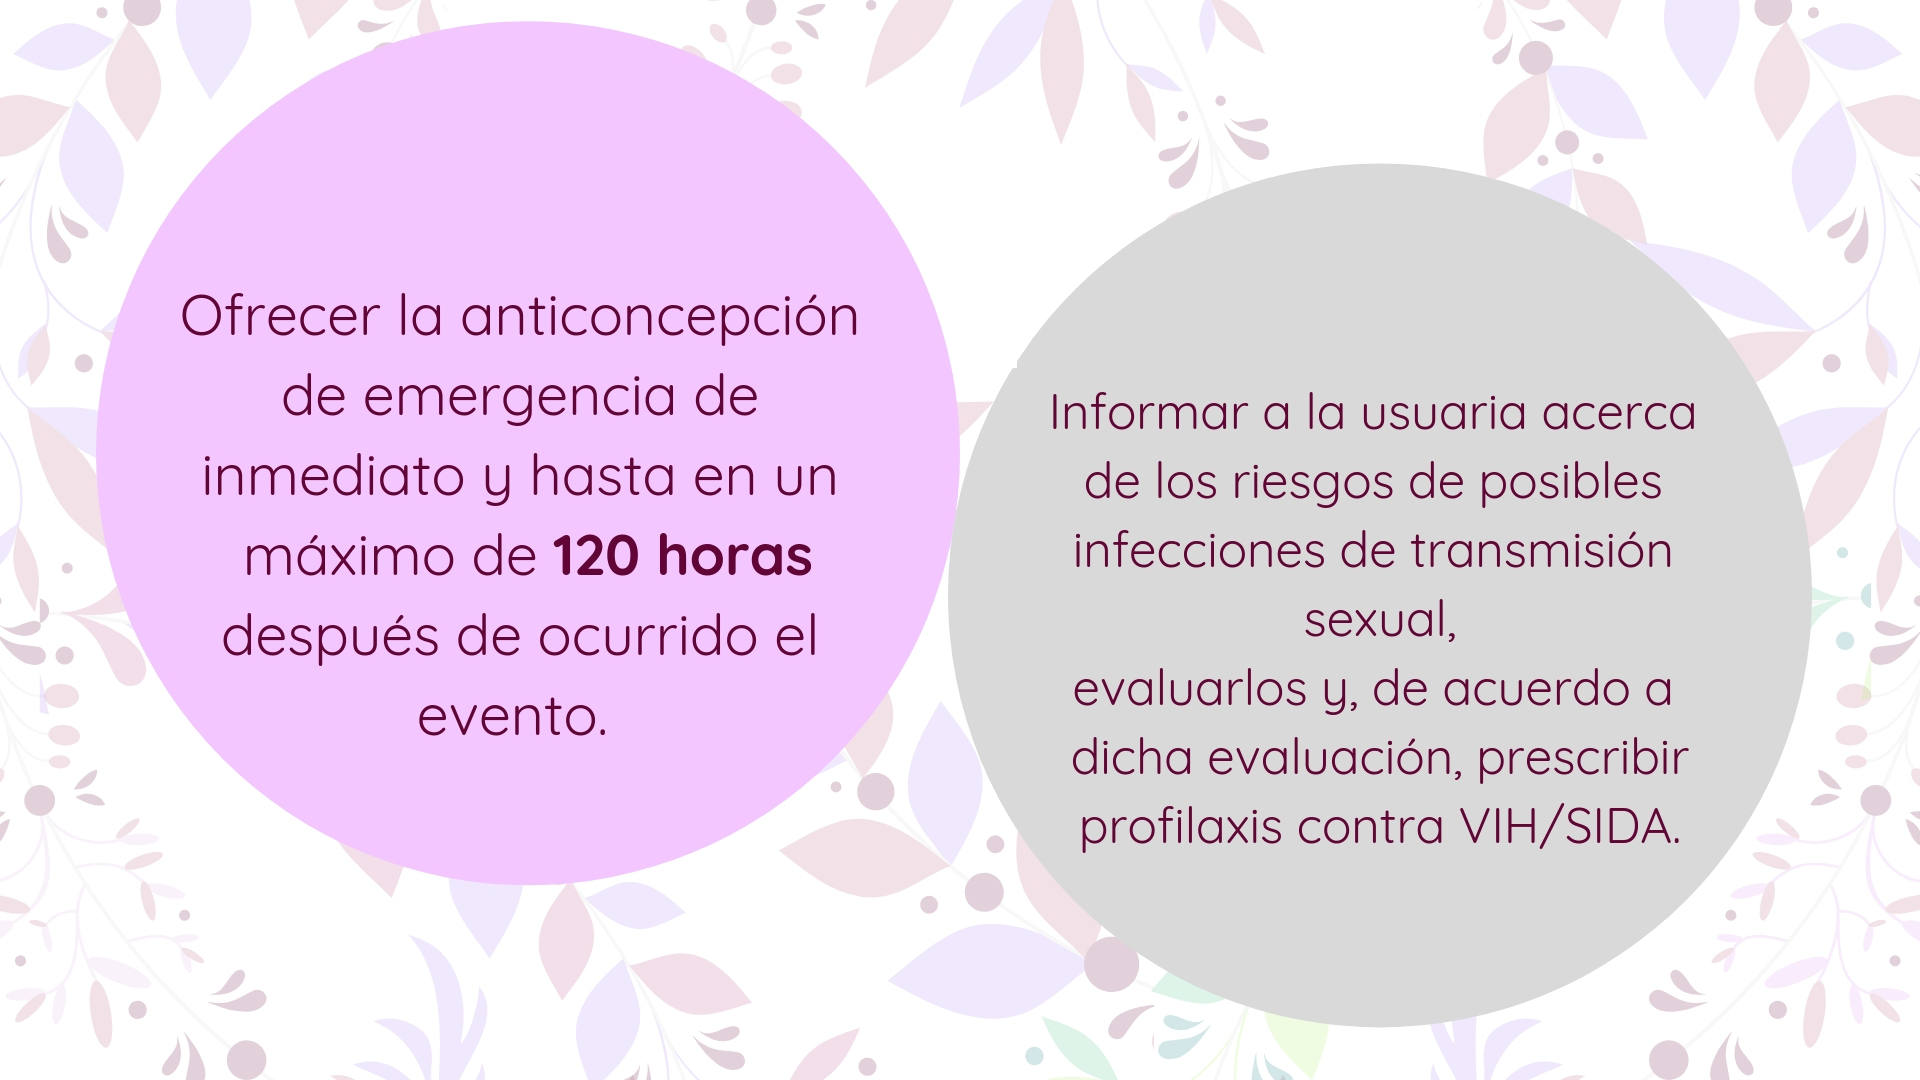 Ofrecer la anticoncepción
de emergencia de
inmediato y hasta en un
máximo de 120 horas
después de ocurrido el
evento.
Informar a la usuaria acerca
de los riesgos de posibles
infecciones de transmisión
sexual,
evaluarlos y, de acuerdo a
dicha evaluación, prescribir
profilaxis contra VIH/SIDA.